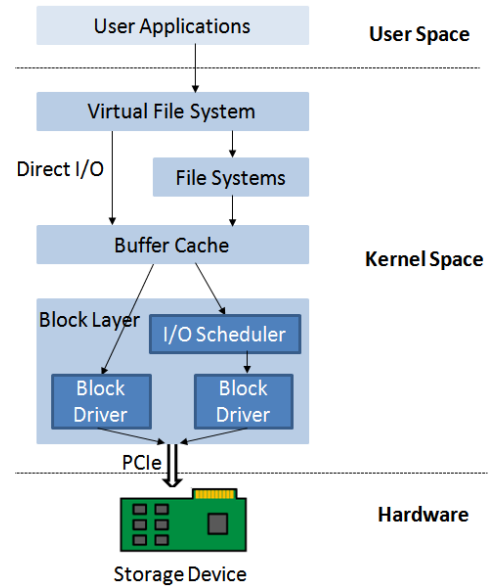 User Applications
User Space
Virtual File System
Direct I/O
File Systems
Buffer Cache
Kernel Space
Block Layer
I/O Scheduler
Block
Driver
Block
Driver
PCIe
Hardware
Storage Device